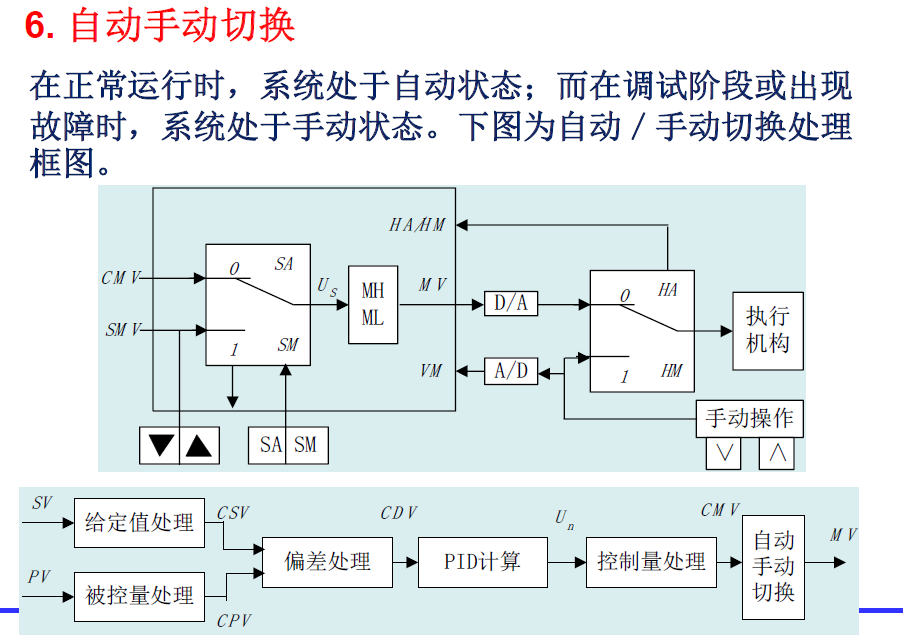 6. 自动手动切换
在正常运行时，系统处于自动状态；而在调试阶段或出现
故障时，系统处于手动状态。下图为自动／手动切换处理
框图。
HA/HM
CMV
0
SA
US
MH
ML
MV
D/A
0
HA
执行
机构
SMV
1
SM
VM
A/D
1
HM
手动操作
SA SM
SV
给定值处理
CSV
CDV
Un
CMV
偏差处理
PID计算
控制量处理
自动
手动
切换
MV
PV
被控量处理
CPV